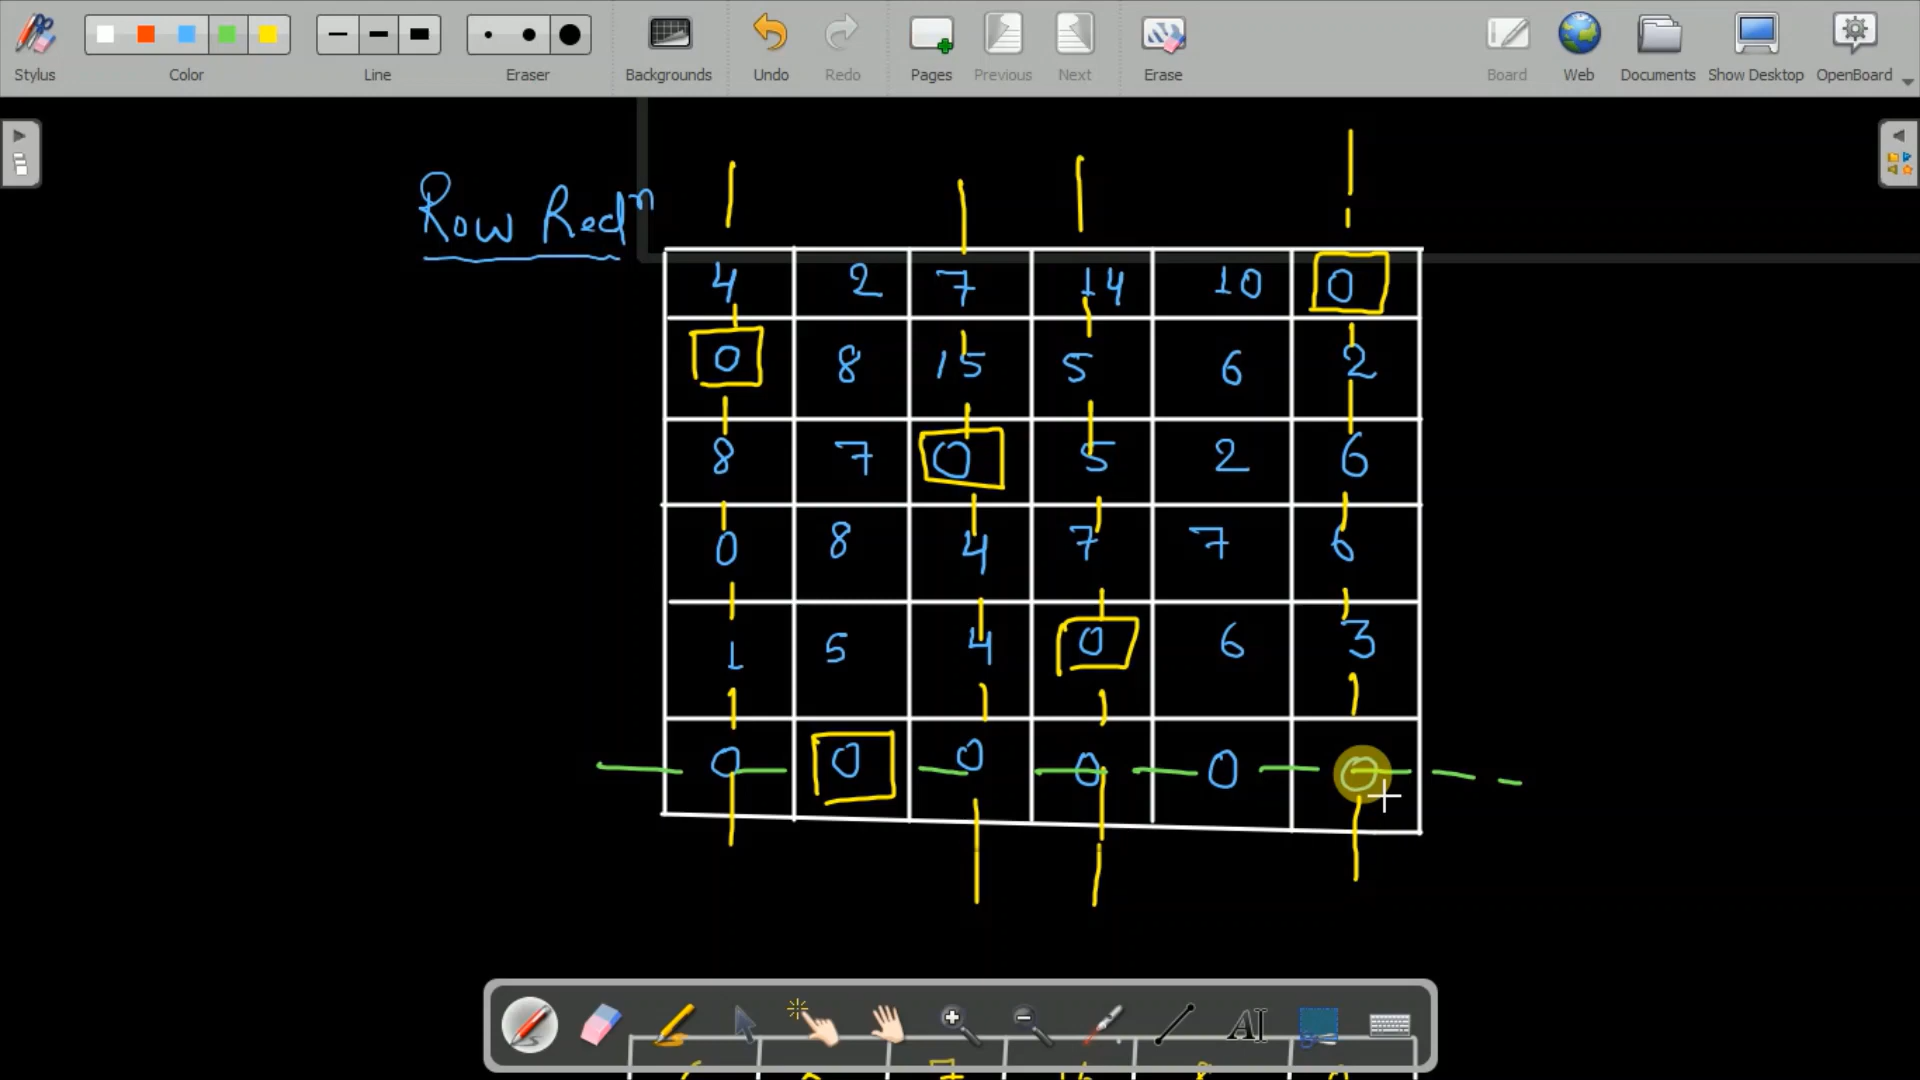 Stylus Color Line Eraser Backgrounds Undo Redo Pages Previous Next Erase Board Web Documents Show Desktop OpenBoard
Row Redⁿ
4 2 7 14 10 0
0 8 15 5 6 2
8 7 0 5 2 6
0 8 4 7 7 6
1 5 4 0 6 3
0 0 0 0 0 0
AI